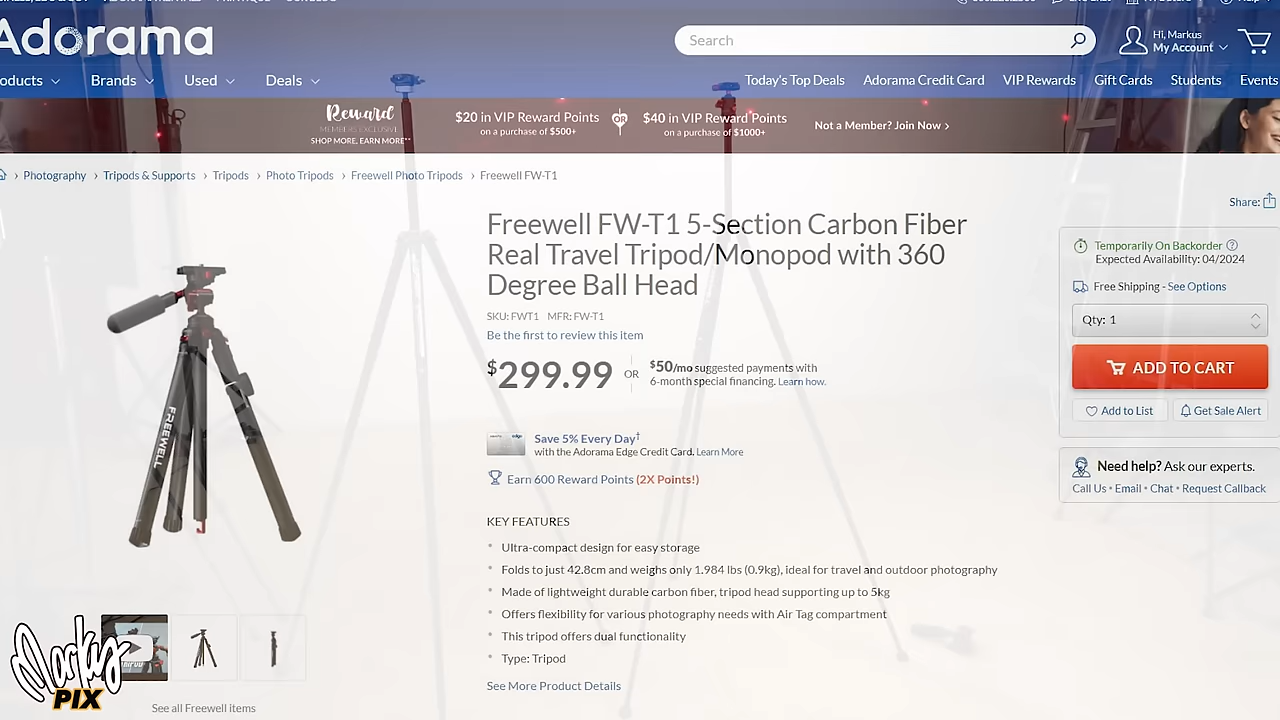 Adorama
Search
Hi, Markus
My Account
oducts
Brands
Used
Deals
Today's Top Deals
Adorama Credit Card
VIP Rewards
Gift Cards
Students
Events
Reward
MEMBERS EXCLUSIVE
SHOP MORE, EARN MORE**
$20 in VIP Reward Points
on a purchase of $500+
OR
$40 in VIP Reward Points
on a purchase of $1000+
Not a Member? Join Now ›
› Photography › Tripods & Supports › Tripods › Photo Tripods › Freewell Photo Tripods › Freewell FW-T1
Share:
Freewell FW-T1 5-Section Carbon Fiber
Real Travel Tripod/Monopod with 360
Degree Ball Head
SKU: FWT1 MFR: FW-T1
Be the first to review this item
$299.99 OR $50/mo suggested payments with
6-month special financing. Learn how.
Save 5% Every Day†
with the Adorama Edge Credit Card. Learn More
Earn 600 Reward Points (2X Points!)
KEY FEATURES
• Ultra-compact design for easy storage
• Folds to just 42.8cm and weighs only 1.984 lbs (0.9kg), ideal for travel and outdoor photography
• Made of lightweight durable carbon fiber, tripod head supporting up to 5kg
• Offers flexibility for various photography needs with Air Tag compartment
• This tripod offers dual functionality
• Type: Tripod
See More Product Details
Temporarily On Backorder
Expected Availability: 04/2024
Free Shipping - See Options
Qty: 1
ADD TO CART
Add to List
Get Sale Alert
Need help? Ask our experts.
Call Us • Email • Chat • Request Callback
FREEWELL
Markus
PIX
See all Freewell items